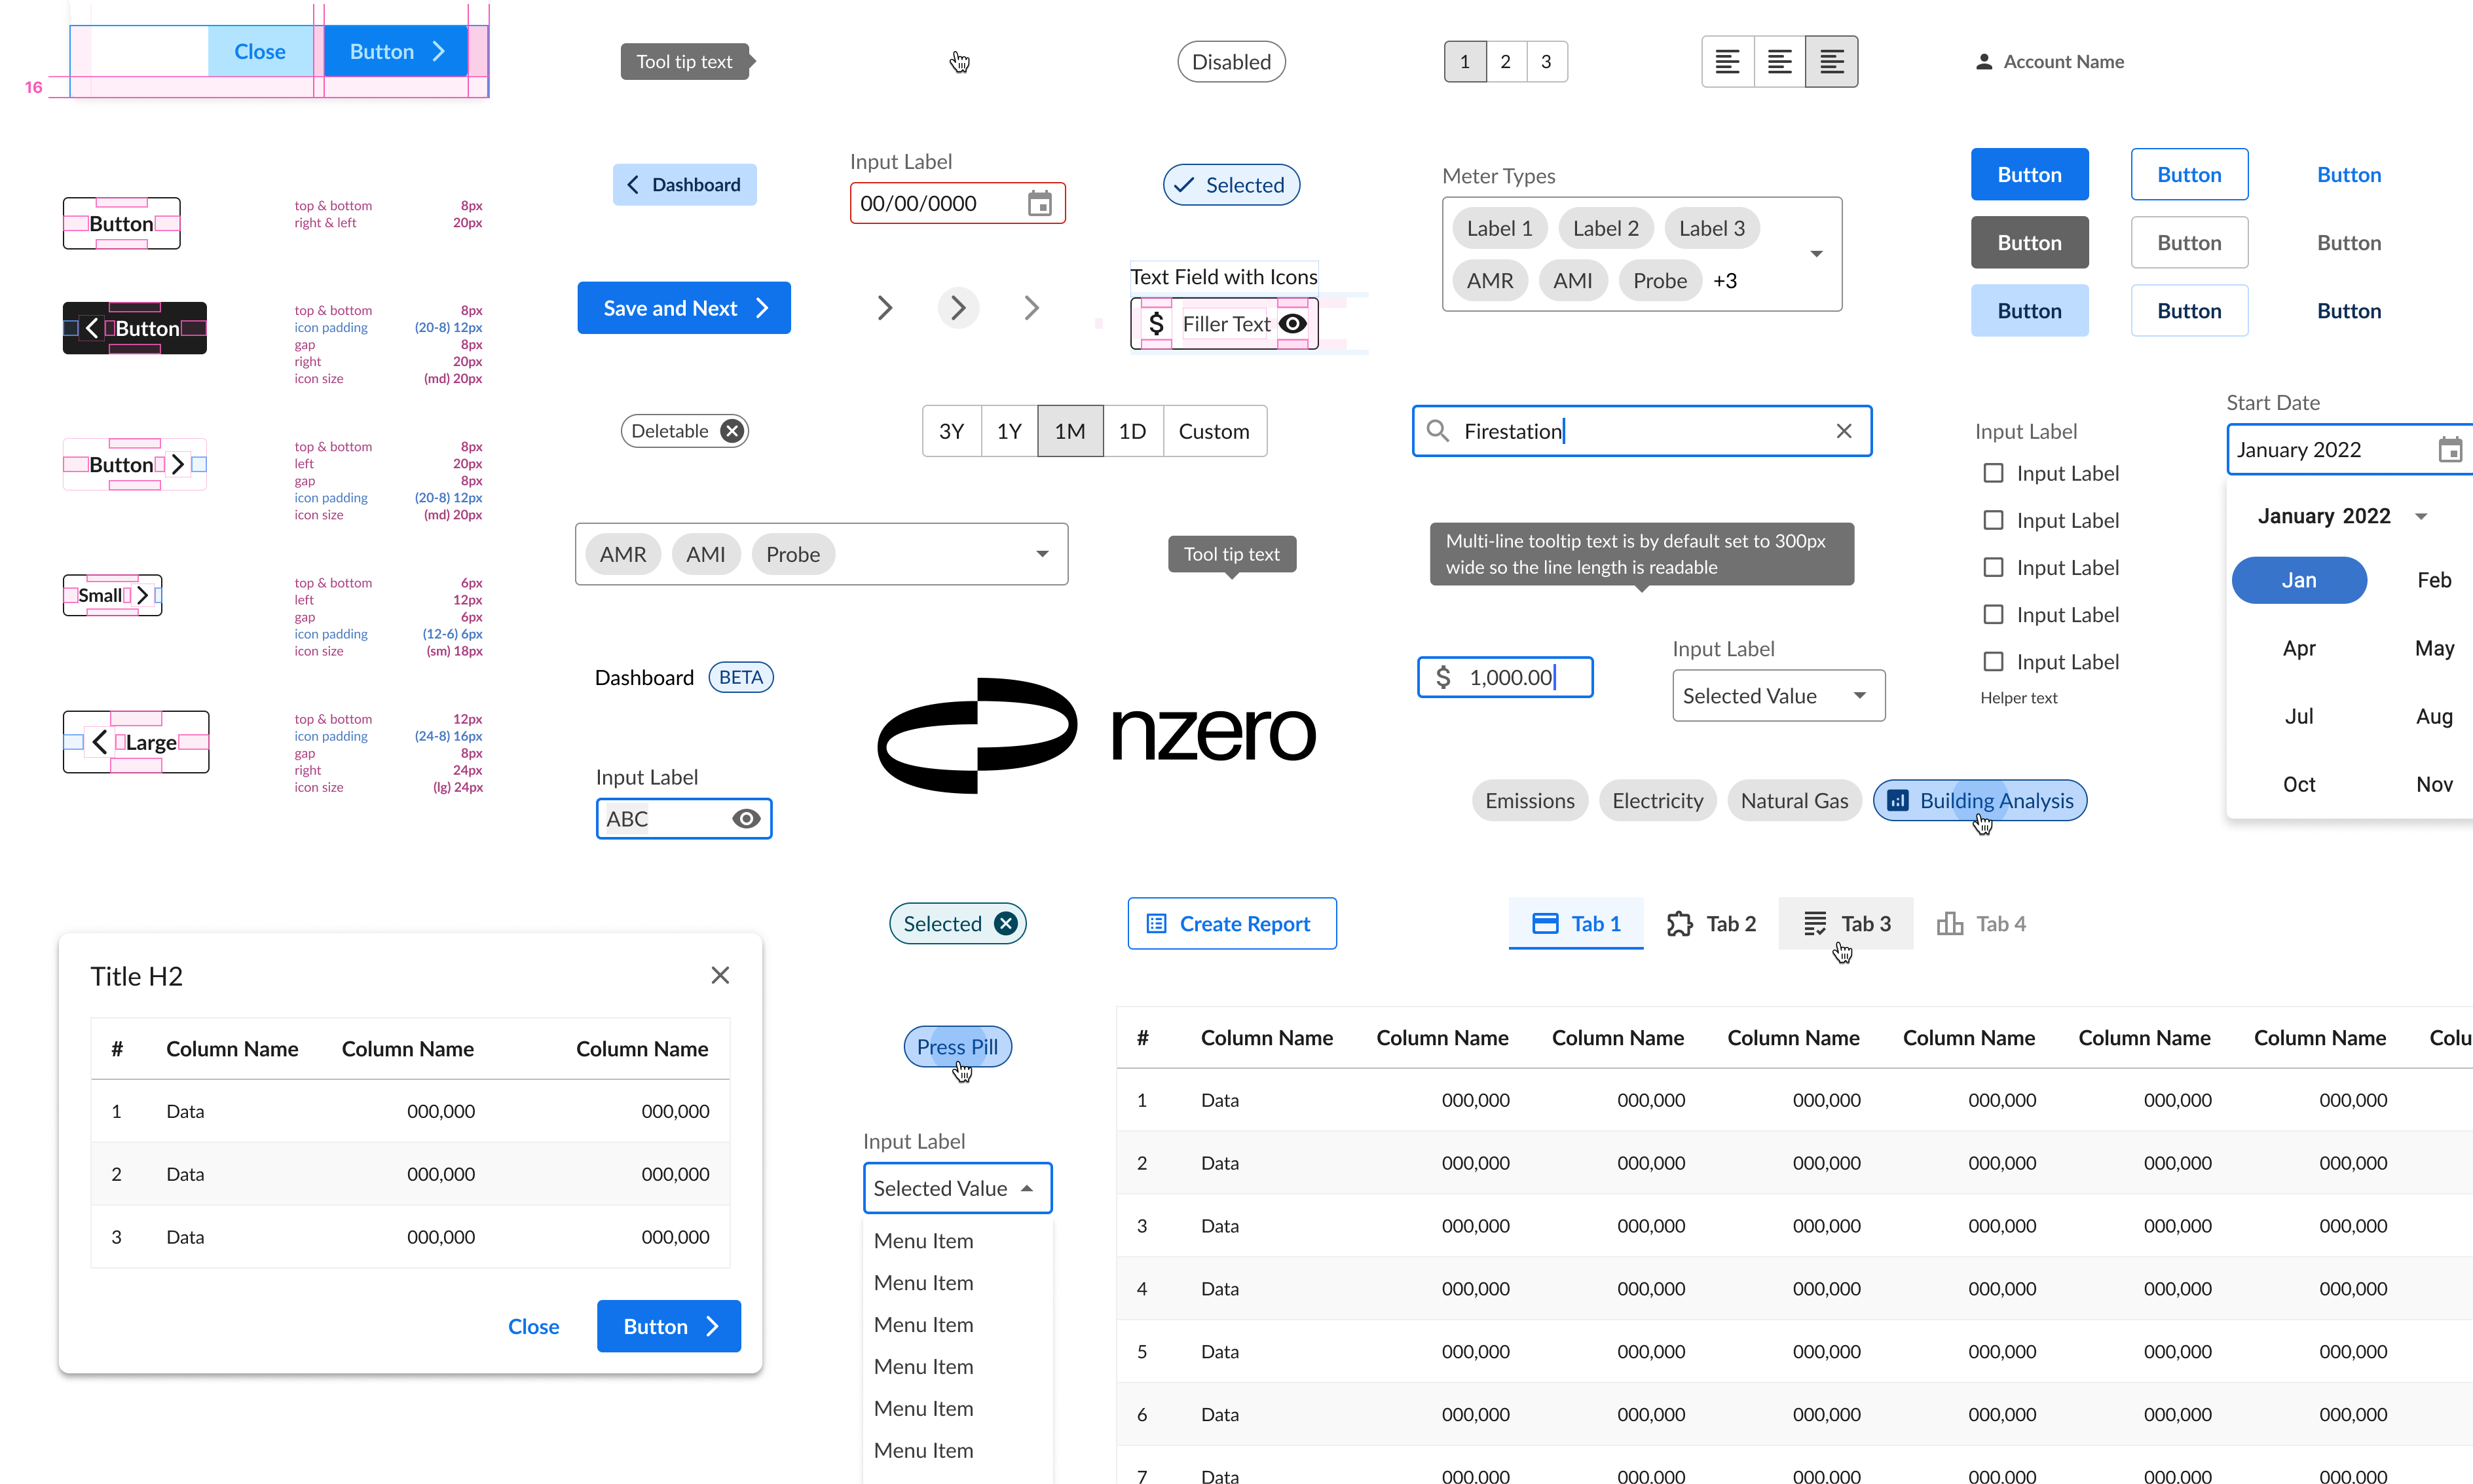 Close
Button
16
Tool tip text
Disabled
1 2 3
Account Name
Button
top & bottom 8px
right & left 20px
Dashboard
Input Label
00/00/0000
Selected
Meter Types
Label 1 Label 2 Label 3
AMR AMI Probe +3
Button Button Button
Button Button Button
Button Button Button
Button
top & bottom 8px
icon padding (20-8) 12px
gap 8px
right 20px
icon size (md) 20px
Save and Next
Text Field with Icons
$ Filler Text
Button
top & bottom 8px
left 20px
gap 8px
icon padding (20-8) 12px
icon size (md) 20px
Deletable
3Y 1Y 1M 1D Custom
Firestation
Input Label
Input Label
Input Label
Input Label
Input Label
Input Label
Helper text
Start Date
January 2022
January 2022
Jan Feb
Apr May
Jul Aug
Oct Nov
Small
top & bottom 6px
left 12px
gap 6px
icon padding (12-6) 6px
icon size (sm) 18px
AMR AMI Probe
Tool tip text
Multi-line tooltip text is by default set to 300px
wide so the line length is readable
Large
top & bottom 12px
icon padding (24-8) 16px
gap 8px
right 24px
icon size (lg) 24px
Dashboard BETA
Input Label
ABC
nzero
$ 1,000.00
Input Label
Selected Value
Emissions Electricity Natural Gas Building Analysis
Selected
Create Report
Tab 1 Tab 2 Tab 3 Tab 4
Title H2
# Column Name Column Name Column Name
1 Data 000,000 000,000
2 Data 000,000 000,000
3 Data 000,000 000,000
Close Button
Press Pill
Input Label
Selected Value
Menu Item
Menu Item
Menu Item
Menu Item
Menu Item
Menu Item
# Column Name Column Name Column Name Column Name Column Name Column Name Column Name Colu
1 Data 000,000 000,000 000,000 000,000 000,000 000,000
2 Data 000,000 000,000 000,000 000,000 000,000 000,000
3 Data 000,000 000,000 000,000 000,000 000,000 000,000
4 Data 000,000 000,000 000,000 000,000 000,000 000,000
5 Data 000,000 000,000 000,000 000,000 000,000 000,000
6 Data 000,000 000,000 000,000 000,000 000,000 000,000
7 Data 000,000 000,000 000,000 000,000 000,000 000,000